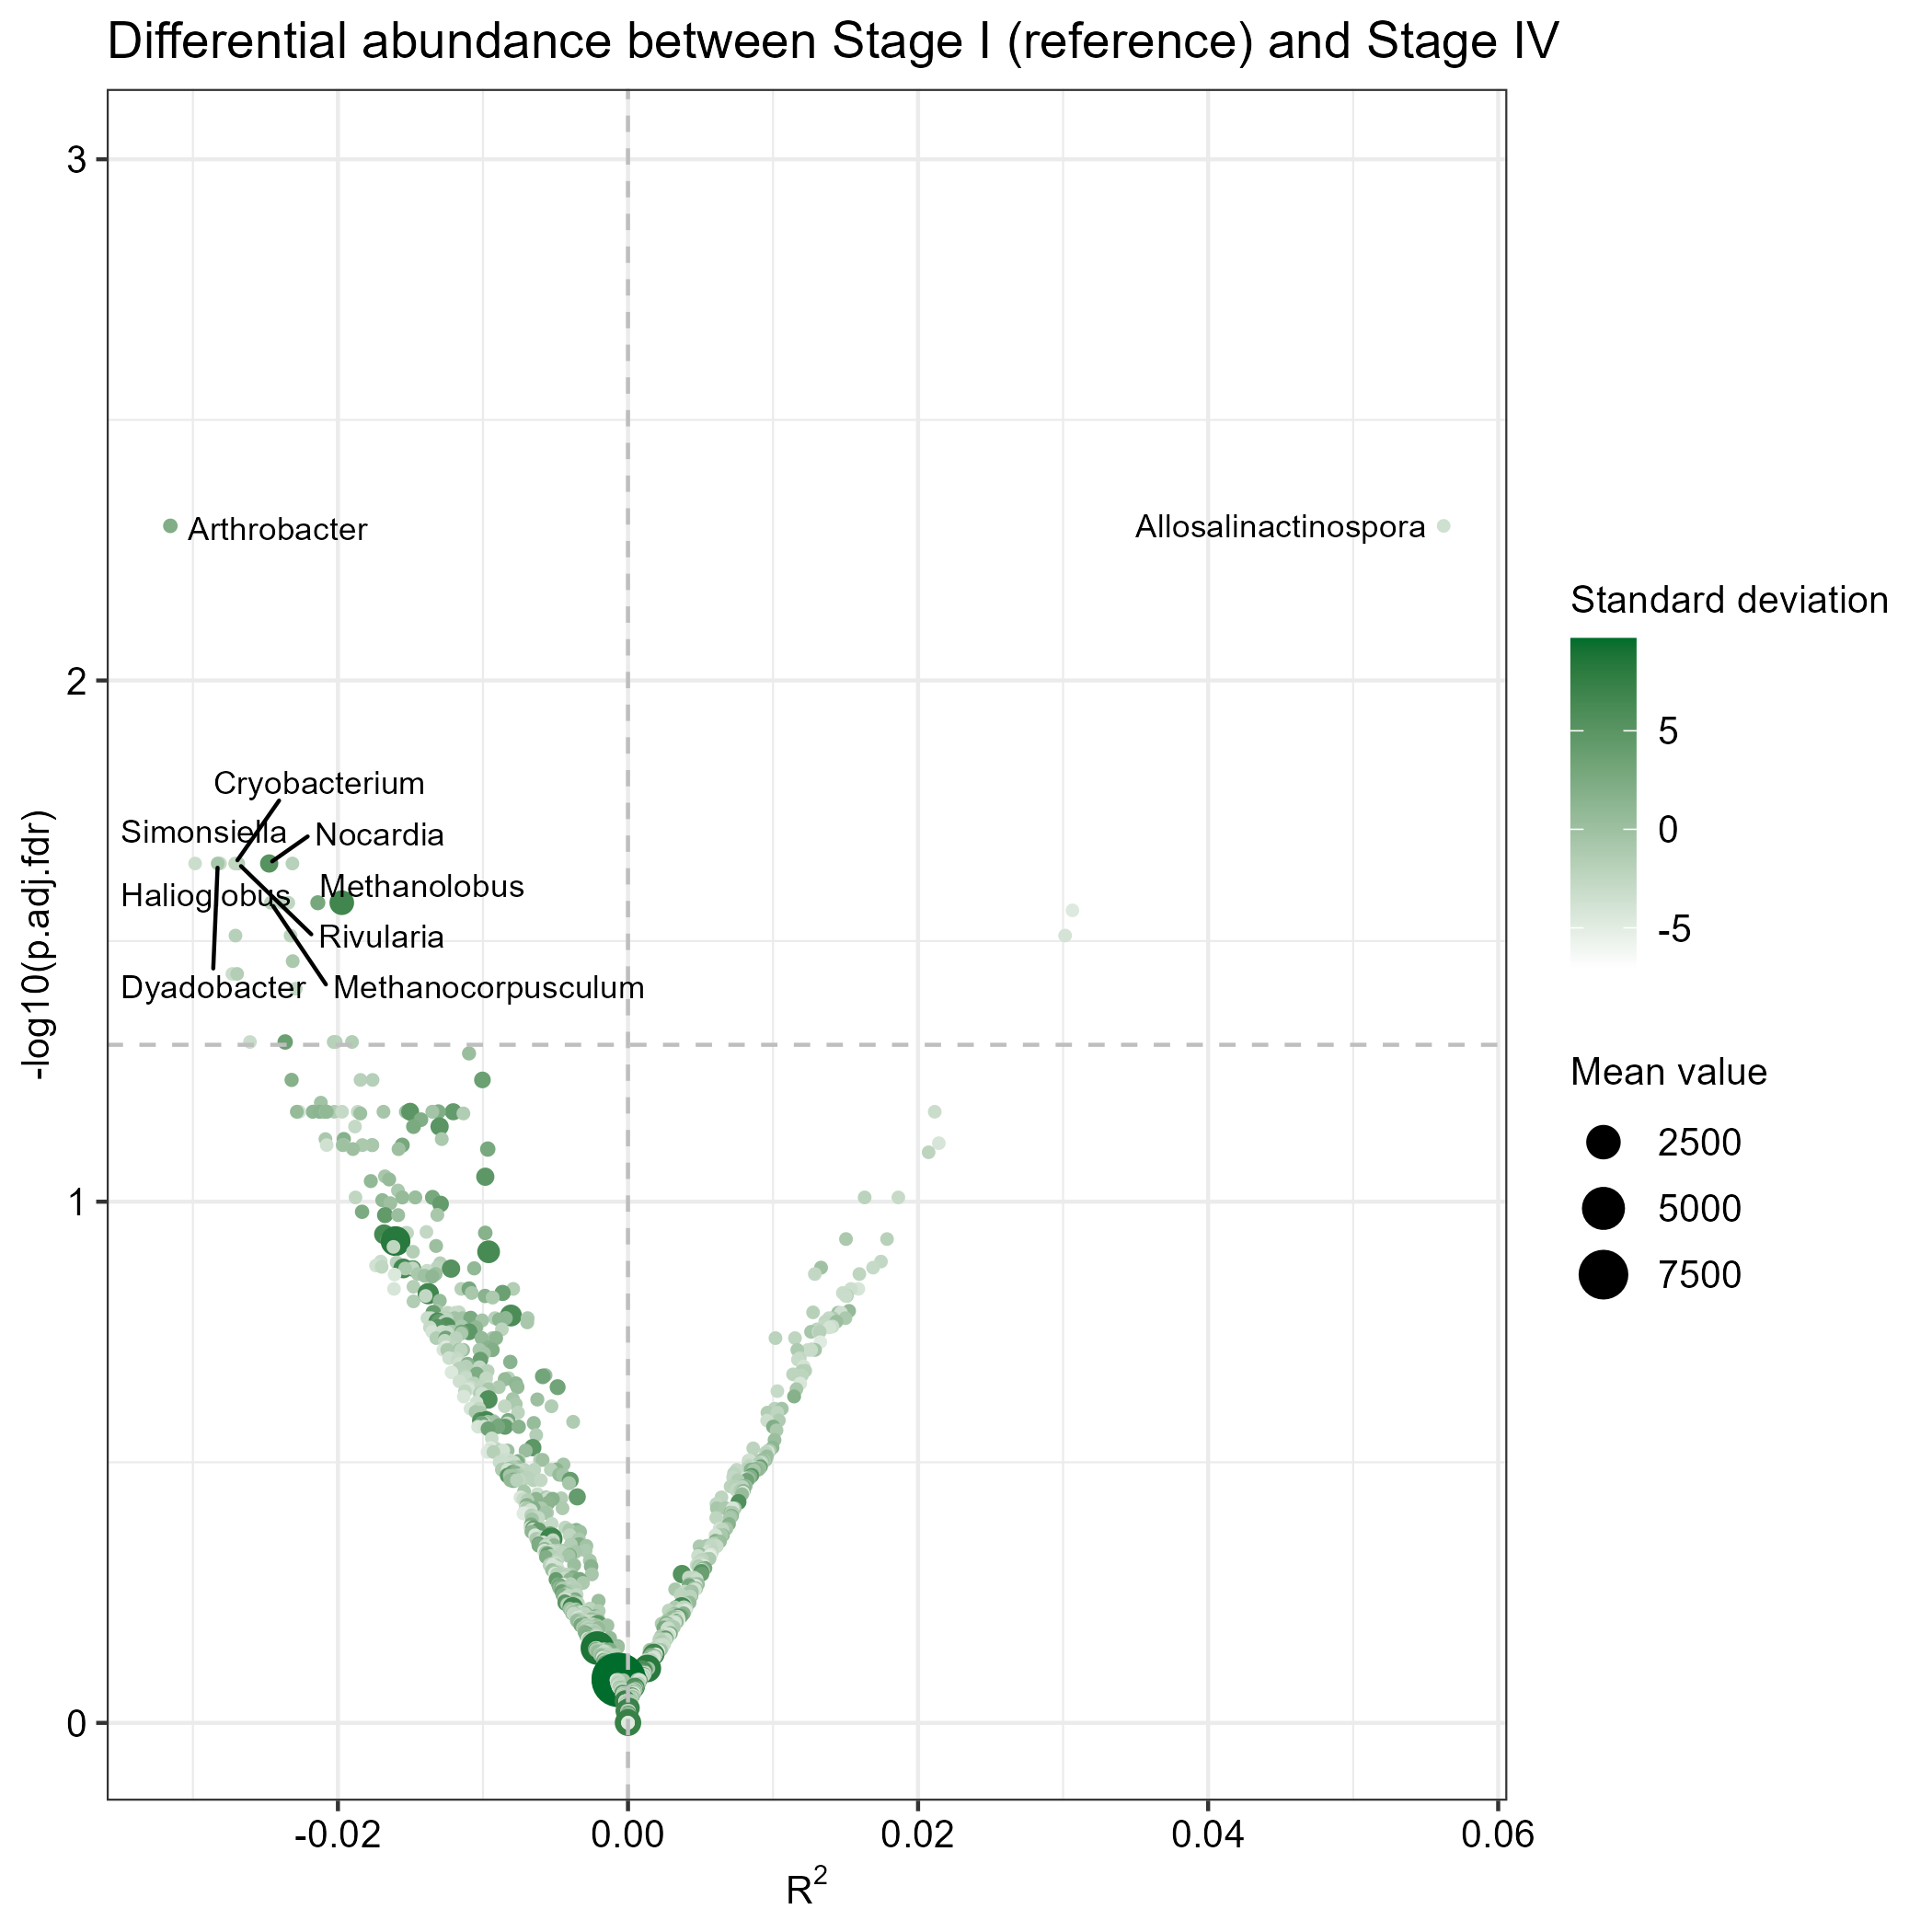 Differential abundance between Stage I (reference) and Stage IV
-log10(p.adj.fdr)
3
2
1
0
Arthrobacter
Allosalinactinospora
Cryobacterium
Simonsiella
Nocardia
Methanolobus
Halioglobus
Rivularia
Dyadobacter
Methanocorpusculum
-0.02
0.00
0.02
0.04
0.06
R²
Standard deviation
5
0
-5
Mean value
2500
5000
7500